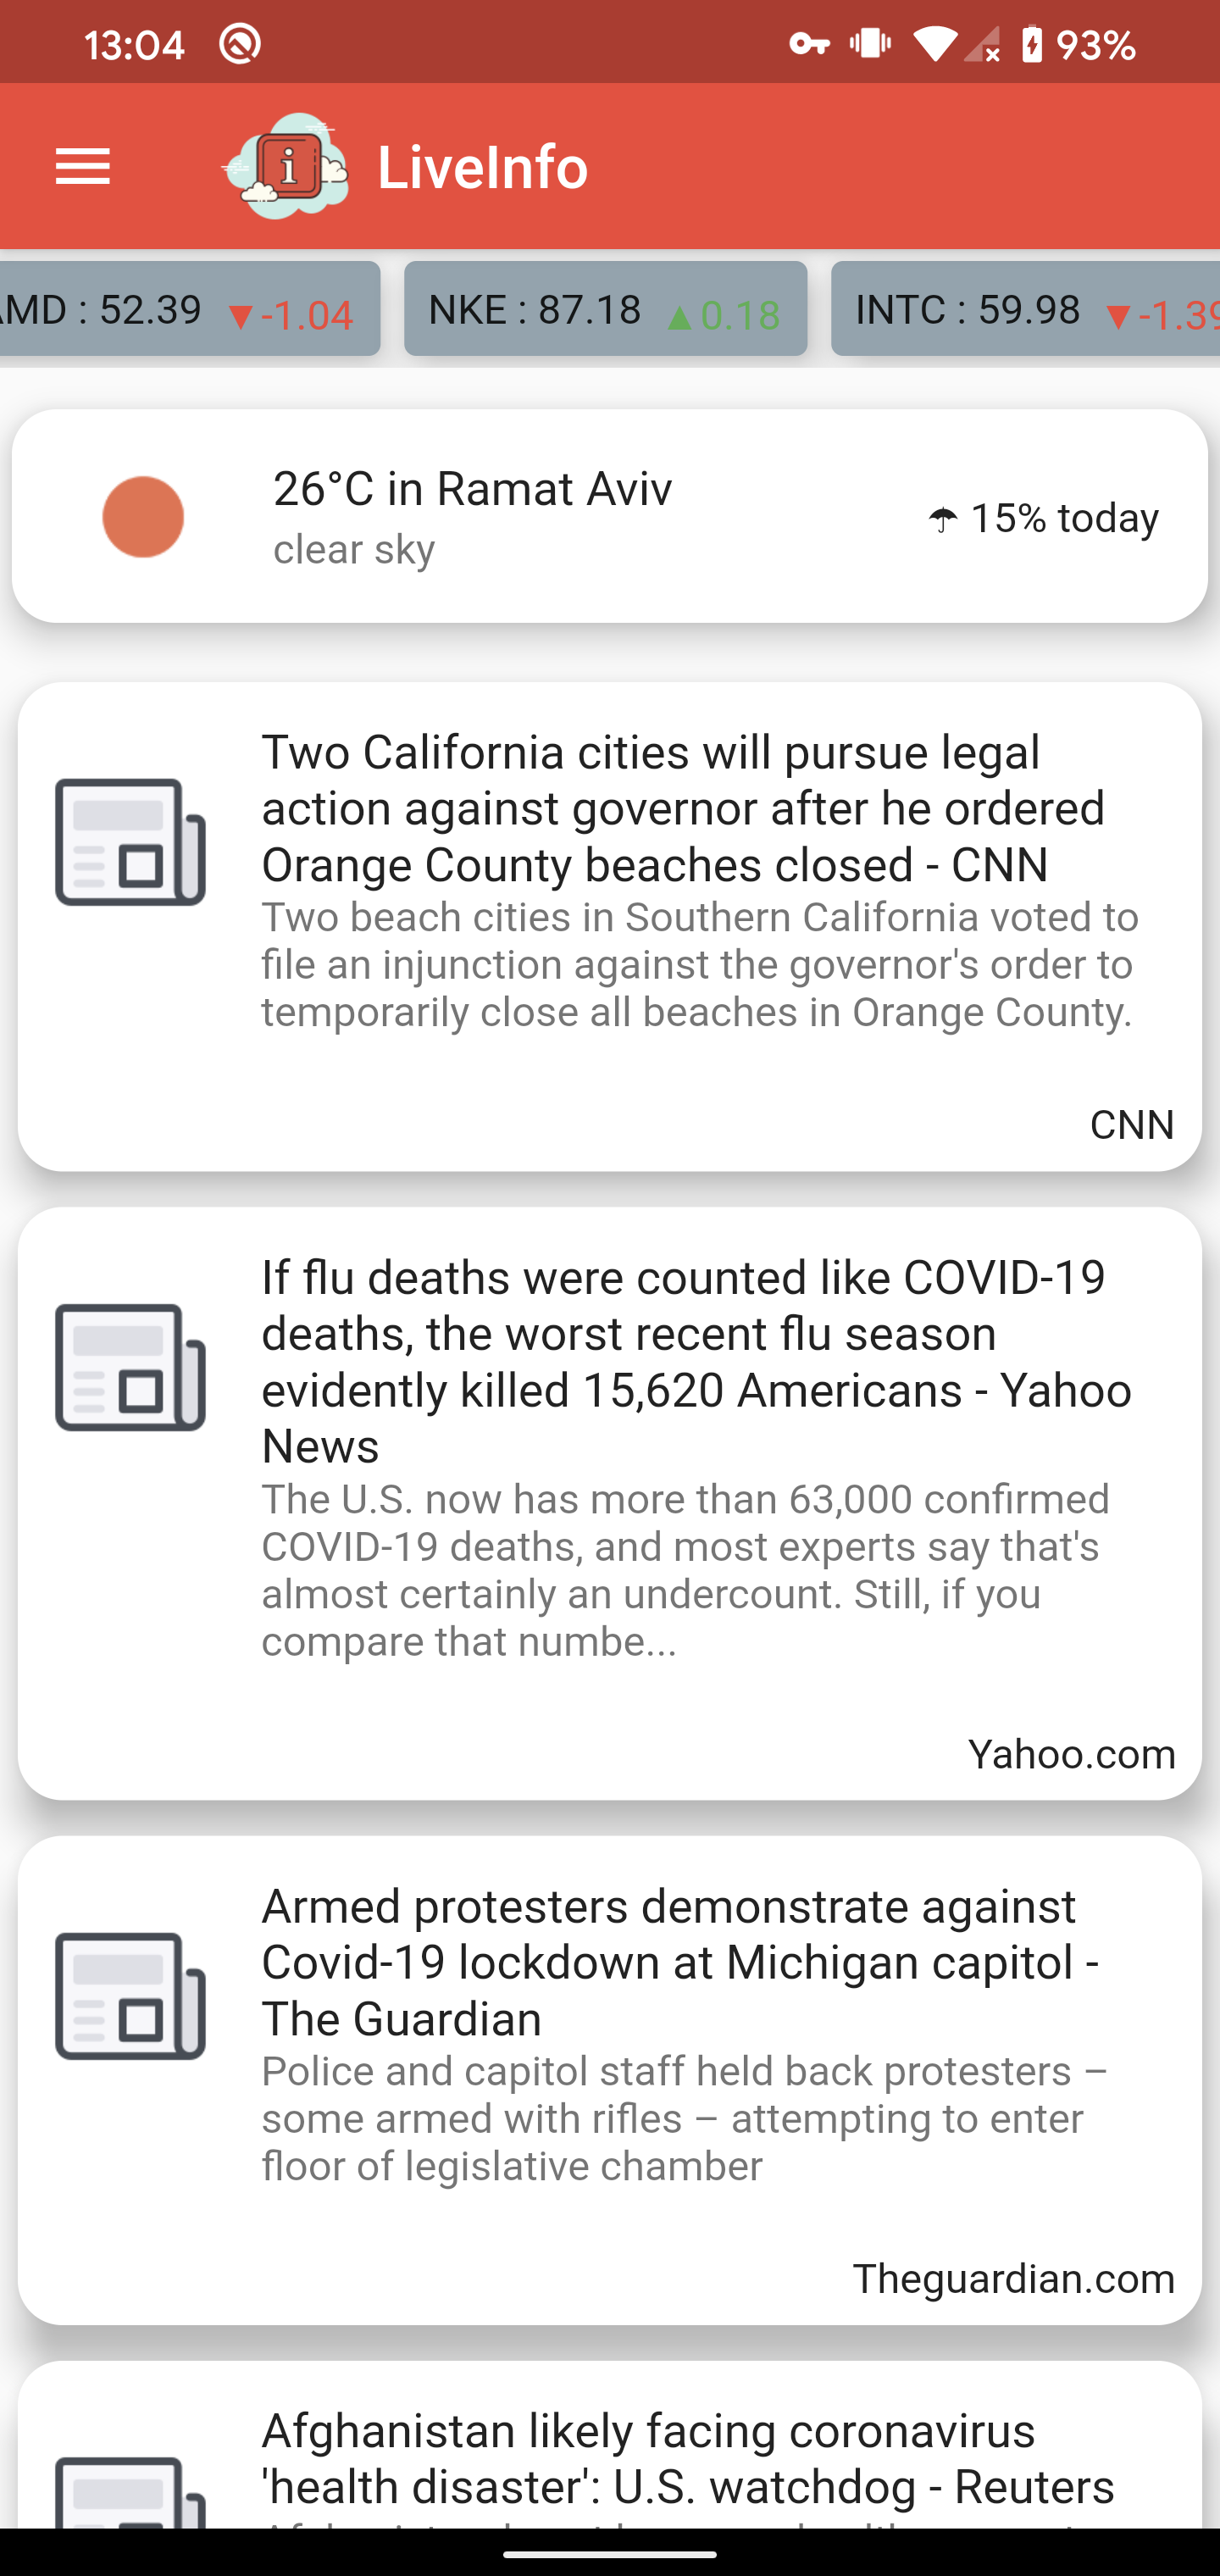 13:04 93%
LiveInfo
MD : 52.39 ▼-1.04 NKE : 87.18 ▲0.18 INTC : 59.98 ▼-1.39
26°C in Ramat Aviv
clear sky
☂ 15% today
Two California cities will pursue legal
action against governor after he ordered
Orange County beaches closed - CNN
Two beach cities in Southern California voted to
file an injunction against the governor's order to
temporarily close all beaches in Orange County.
CNN
If flu deaths were counted like COVID-19
deaths, the worst recent flu season
evidently killed 15,620 Americans - Yahoo
News
The U.S. now has more than 63,000 confirmed
COVID-19 deaths, and most experts say that's
almost certainly an undercount. Still, if you
compare that numbe...
Yahoo.com
Armed protesters demonstrate against
Covid-19 lockdown at Michigan capitol -
The Guardian
Police and capitol staff held back protesters –
some armed with rifles – attempting to enter
floor of legislative chamber
Theguardian.com
Afghanistan likely facing coronavirus
'health disaster': U.S. watchdog - Reuters